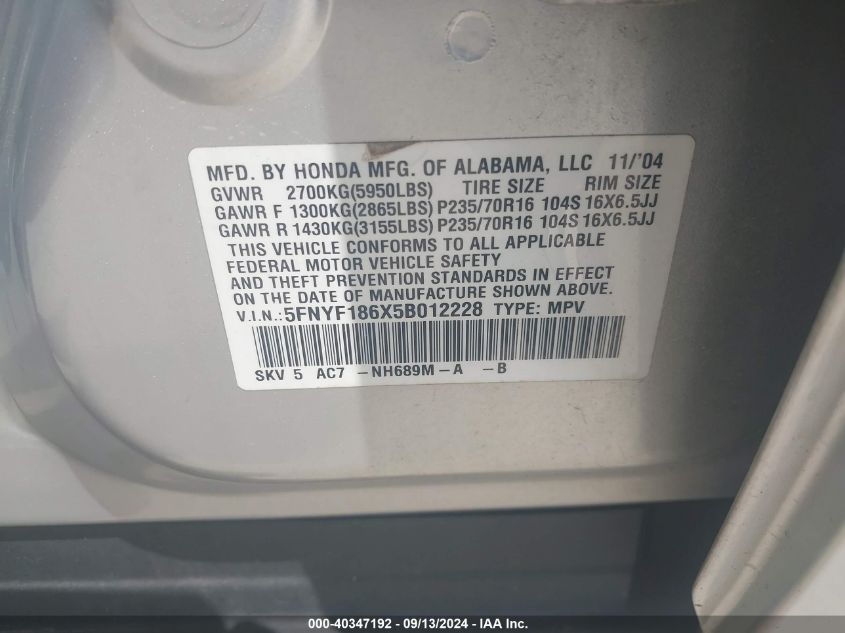 MFD. BY HONDA MFG. OF ALABAMA, LLC 11/'04
GVWR 2700KG(5950LBS) TIRE SIZE RIM SIZE
GAWR F 1300KG(2865LBS) P235/70R16 104S 16X6.5JJ
GAWR R 1430KG(3155LBS) P235/70R16 104S 16X6.5JJ
THIS VEHICLE CONFORMS TO ALL APPLICABLE
FEDERAL MOTOR VEHICLE SAFETY
AND THEFT PREVENTION STANDARDS IN EFFECT
ON THE DATE OF MANUFACTURE SHOWN ABOVE.
V.I.N.:5FNYF186X5B012228 TYPE: MPV
SKV 5 AC7 -NH689M-A -B
000-40347192 - 09/13/2024 - IAA Inc.